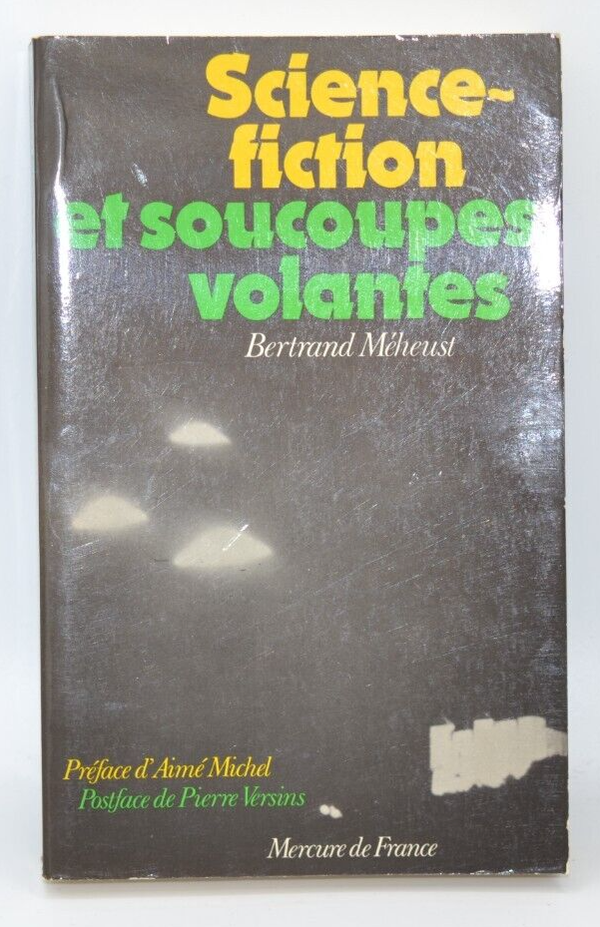 Science-
fiction
et soucoupes
volantes
Bertrand Méheust
Préface d'Aimé Michel
Postface de Pierre Versins
Mercure de France